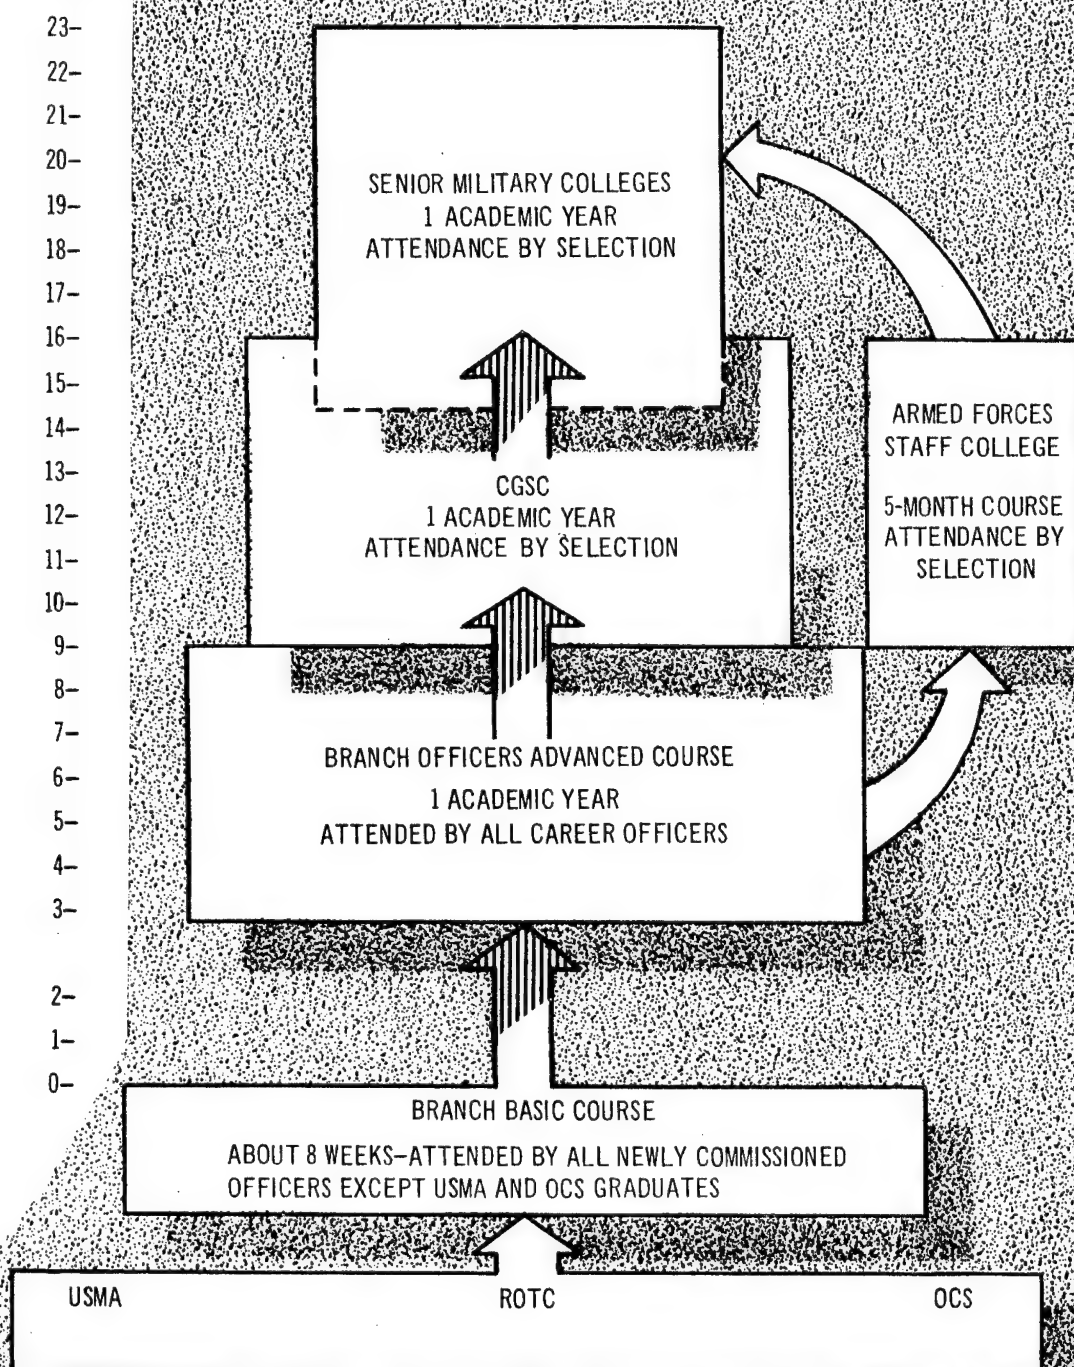 23-
22-
21-
20-
19-
18-
17-
16-
15-
14-
13-
12-
11-
10-
9-
8-
7-
6-
5-
4-
3-
2-
1-
0-
SENIOR MILITARY COLLEGES
1 ACADEMIC YEAR
ATTENDANCE BY SELECTION
CGSC
1 ACADEMIC YEAR
ATTENDANCE BY SELECTION
ARMED FORCES
STAFF COLLEGE
5-MONTH COURSE
ATTENDANCE BY
SELECTION
BRANCH OFFICERS ADVANCED COURSE
1 ACADEMIC YEAR
ATTENDED BY ALL CAREER OFFICERS
BRANCH BASIC COURSE
ABOUT 8 WEEKS–ATTENDED BY ALL NEWLY COMMISSIONED
OFFICERS EXCEPT USMA AND OCS GRADUATES
USMA ROTC OCS